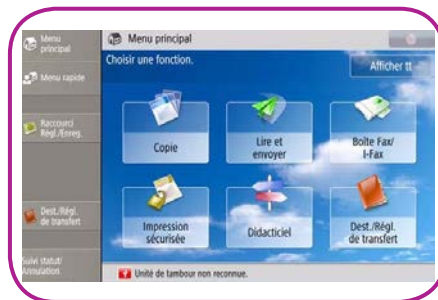 Menu
principal
Menu rapide
Raccourci
Régl./Enreg.
Dest./Régl.
de transfert
Suivi statut/
Annulation
Menu principal
Choisir une fonction.
Afficher tt
Copie
Lire et
envoyer
Boîte Fax/
I-Fax
Impression
sécurisée
Didacticiel
Dest./Régl.
de transfert
Unité de tambour non reconnue.